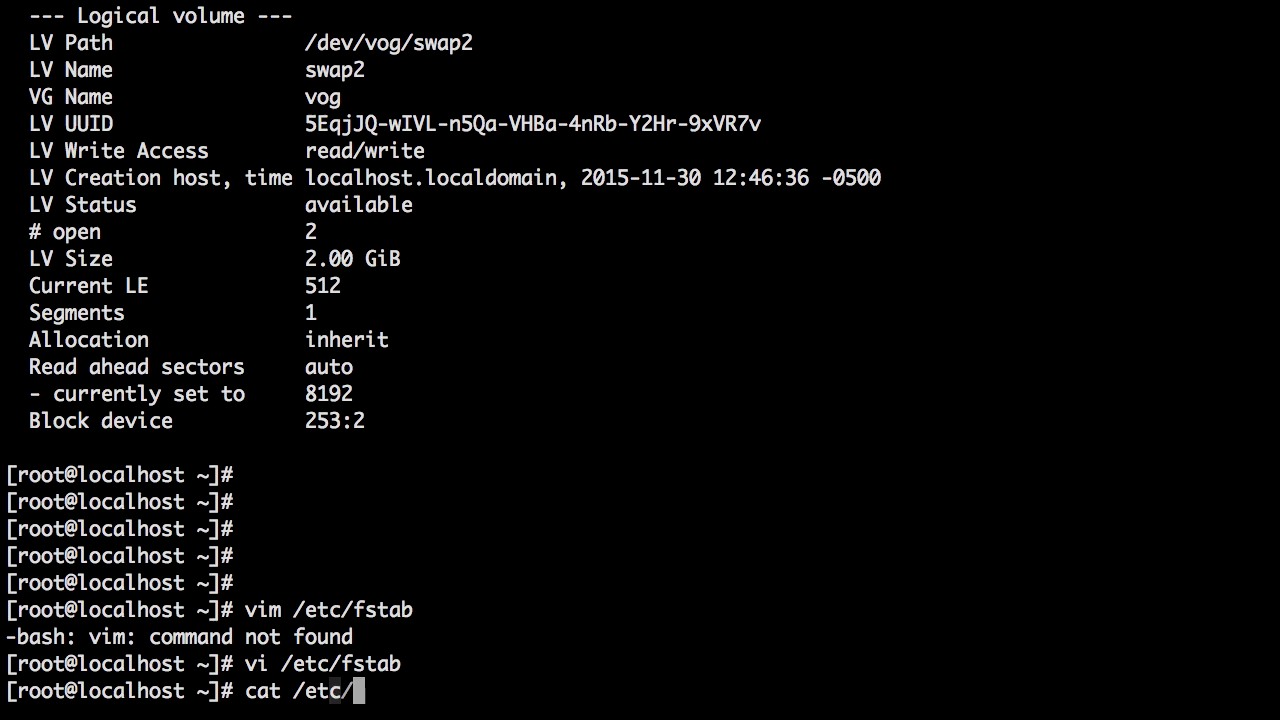 --- Logical volume ---
LV Path                /dev/vog/swap2
LV Name                swap2
VG Name                vog
LV UUID                5EqjJQ-wIVL-n5Qa-VHBa-4nRb-Y2Hr-9xVR7v
LV Write Access        read/write
LV Creation host, time localhost.localdomain, 2015-11-30 12:46:36 -0500
LV Status              available
# open                 2
LV Size                2.00 GiB
Current LE             512
Segments               1
Allocation             inherit
Read ahead sectors     auto
- currently set to     8192
Block device           253:2
[root@localhost ~]#
[root@localhost ~]#
[root@localhost ~]#
[root@localhost ~]#
[root@localhost ~]#
[root@localhost ~]# vim /etc/fstab
-bash: vim: command not found
[root@localhost ~]# vi /etc/fstab
[root@localhost ~]# cat /etc/